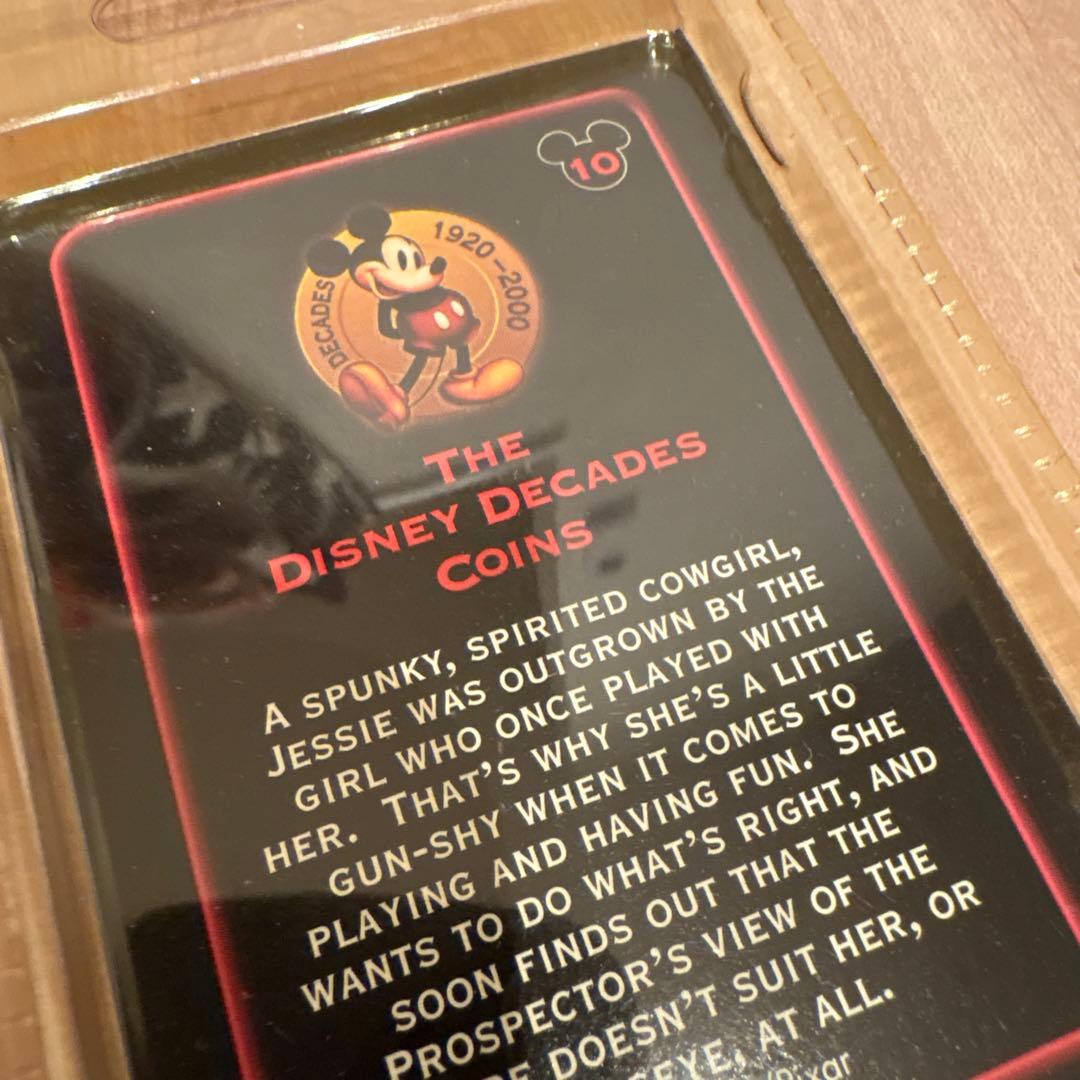 10
DECADES 1920-2000
THE
DISNEY DECADES
COINS
A SPUNKY, SPIRITED COWGIRL,
JESSIE WAS OUTGROWN BY THE
GIRL WHO ONCE PLAYED WITH
HER. THAT'S WHY SHE'S A LITTLE
GUN-SHY WHEN IT COMES TO
PLAYING AND HAVING FUN. SHE
WANTS TO DO WHAT'S RIGHT, AND
SOON FINDS OUT THAT THE
PROSPECTOR'S VIEW OF THE
DOESN'T SUIT HER, OR
AT ALL.
/Pixar